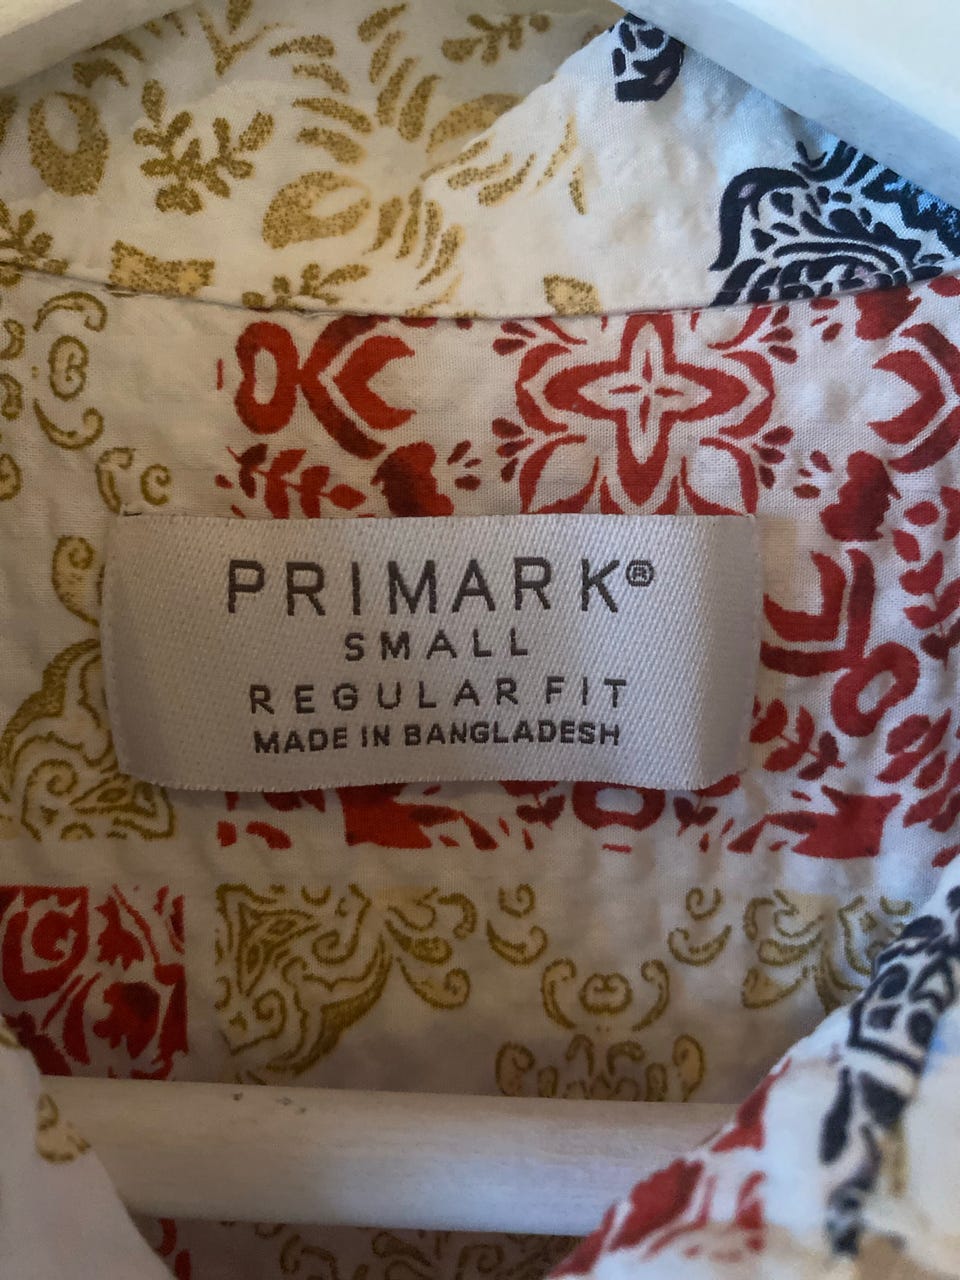 PRIMARK®
SMALL
REGULAR FIT
MADE IN BANGLADESH